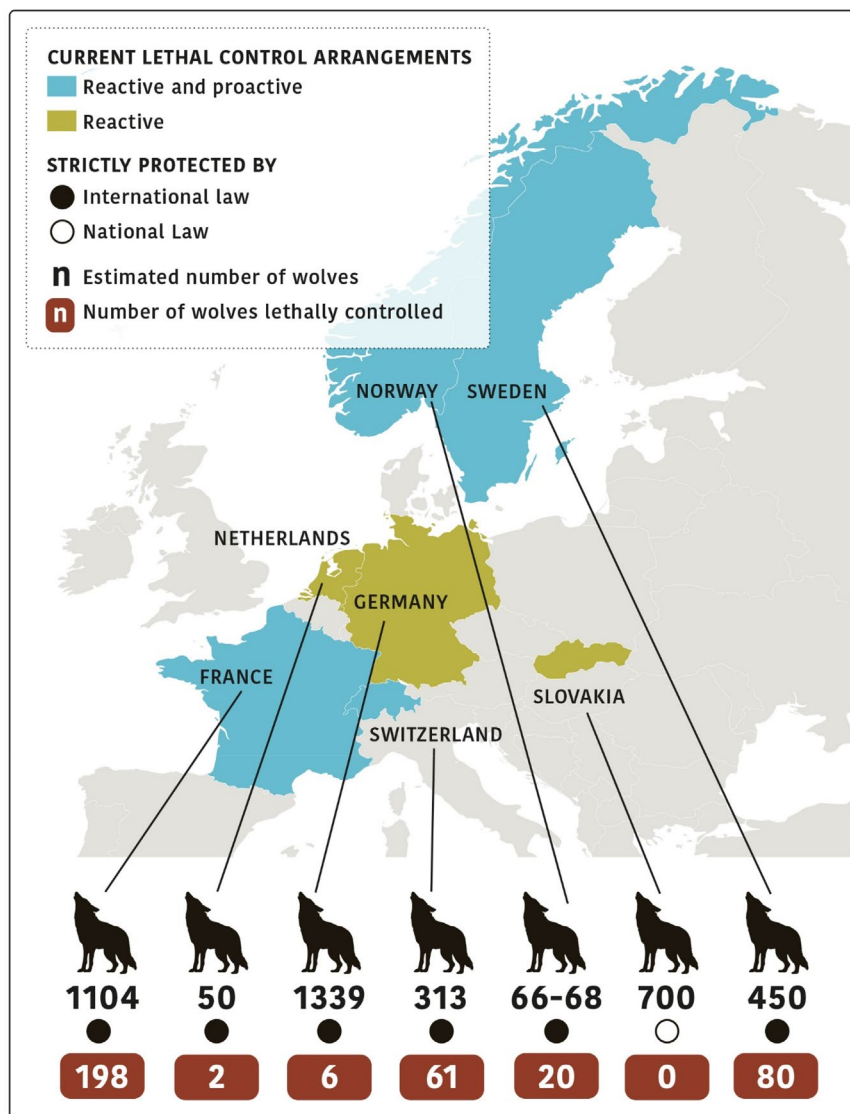 CURRENT LETHAL CONTROL ARRANGEMENTS
Reactive and proactive
Reactive
STRICTLY PROTECTED BY
International law
National Law
n Estimated number of wolves
n Number of wolves lethally controlled
NORWAY SWEDEN
NETHERLANDS
GERMANY
FRANCE
SLOVAKIA
SWITZERLAND
1104 50 1339 313 66-68 700 450
198 2 6 61 20 0 80